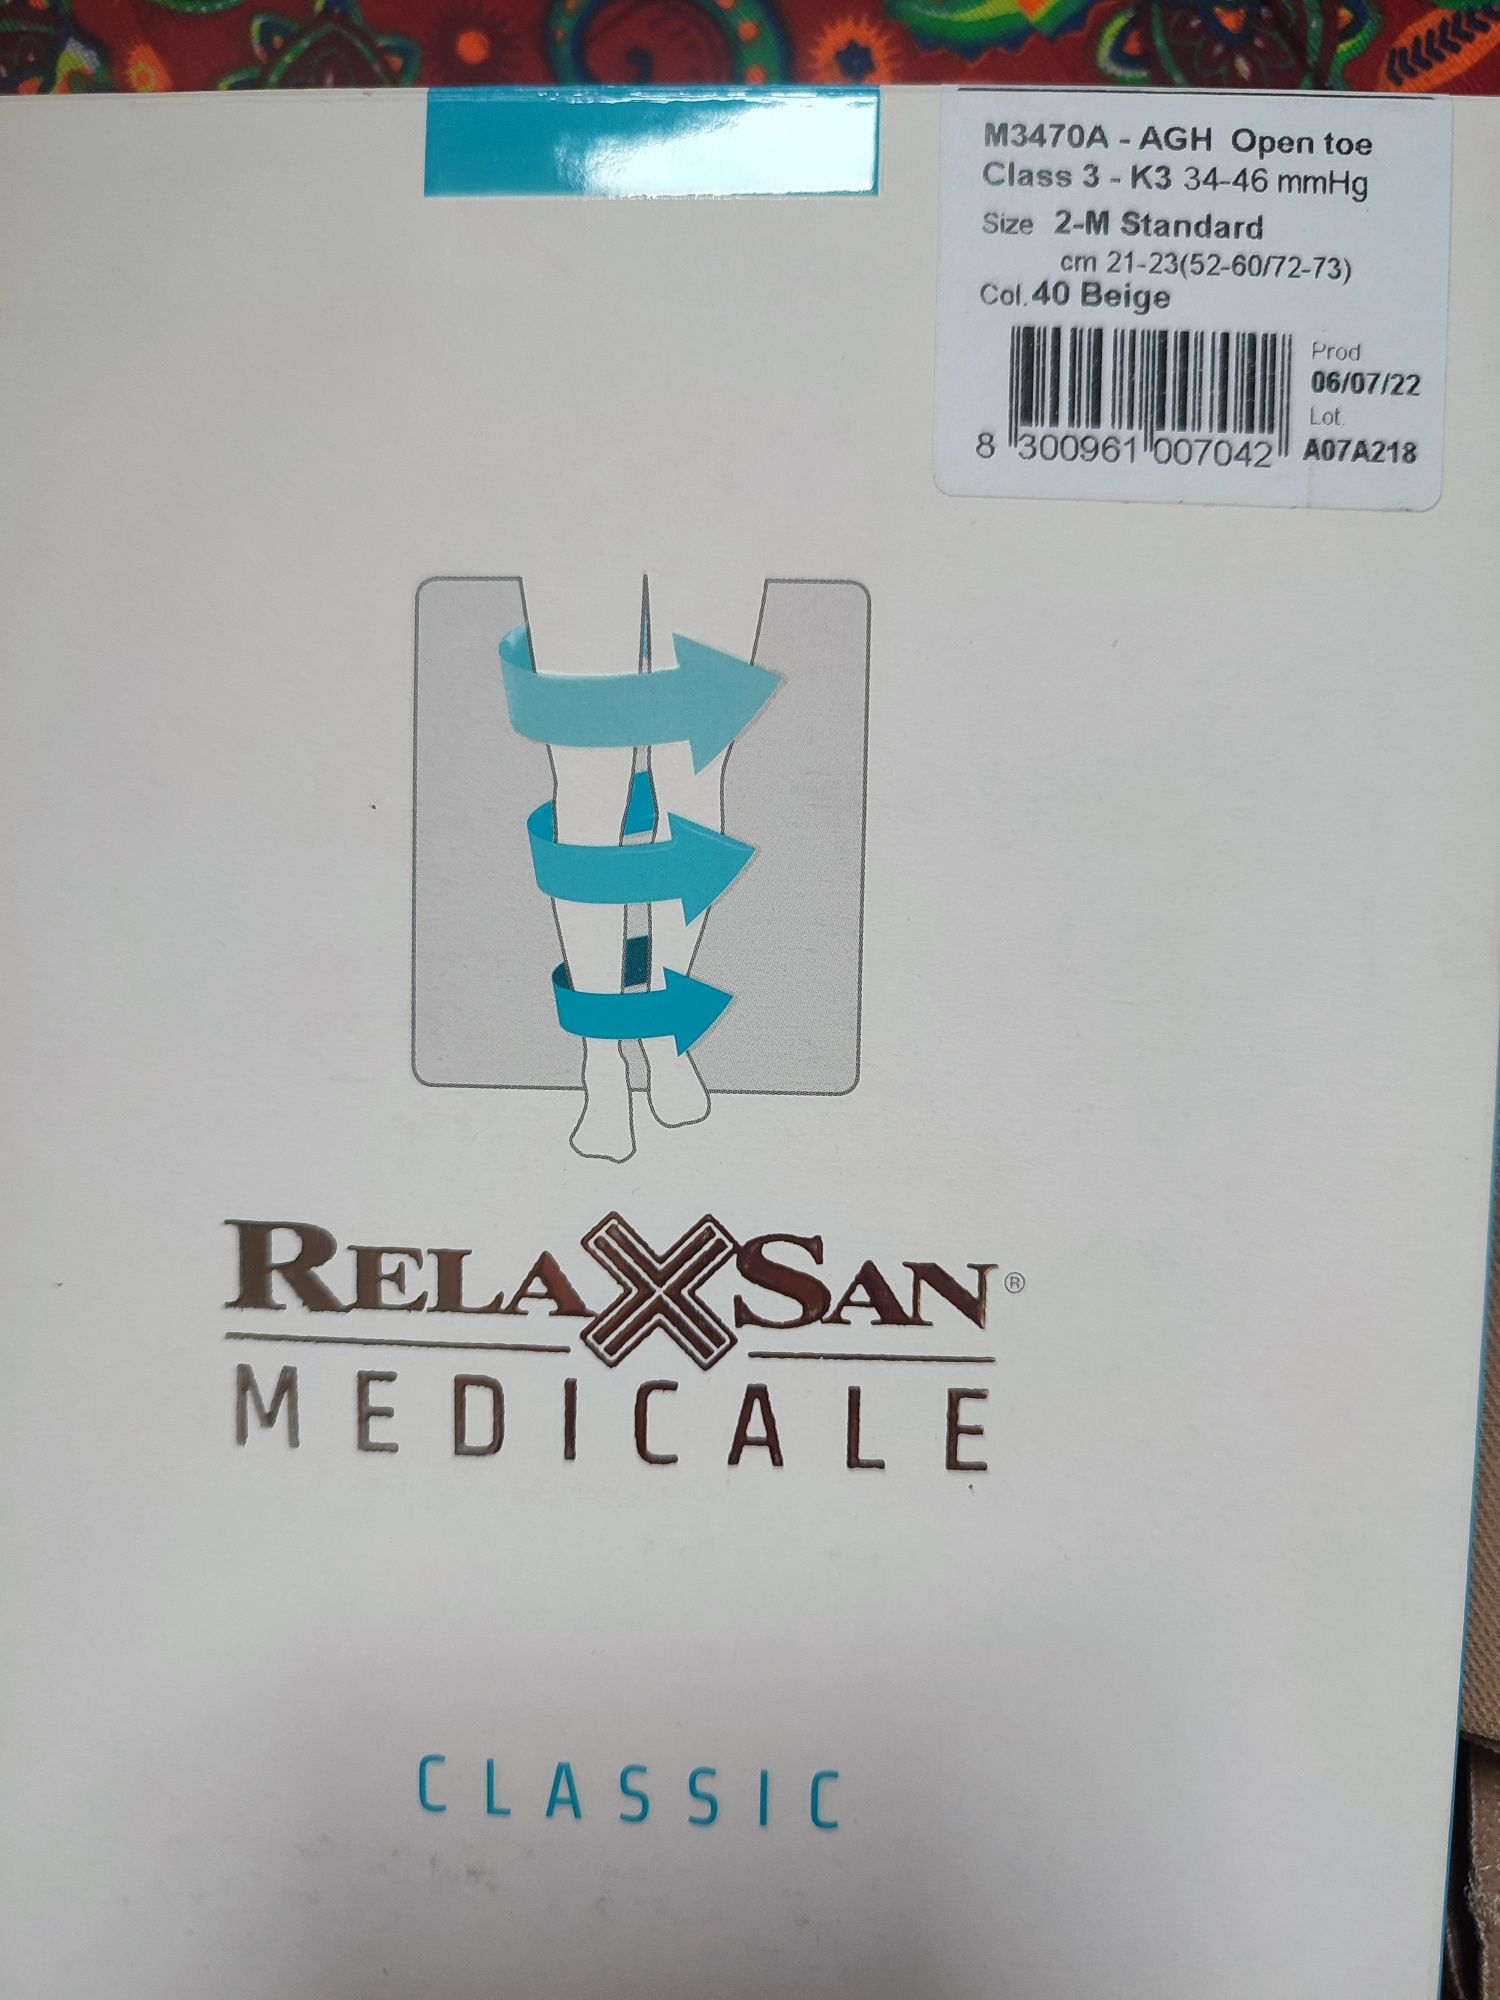 M3470A - AGH Open toe
Class 3 - K3 34-46 mmHg
Size 2-M Standard
cm 21-23(52-60/72-73)
Col.40 Beige
Prod
06/07/22
Lot.
A07A218
8 300961 007042
RELAXSAN®
MEDICALE
CLASSIC